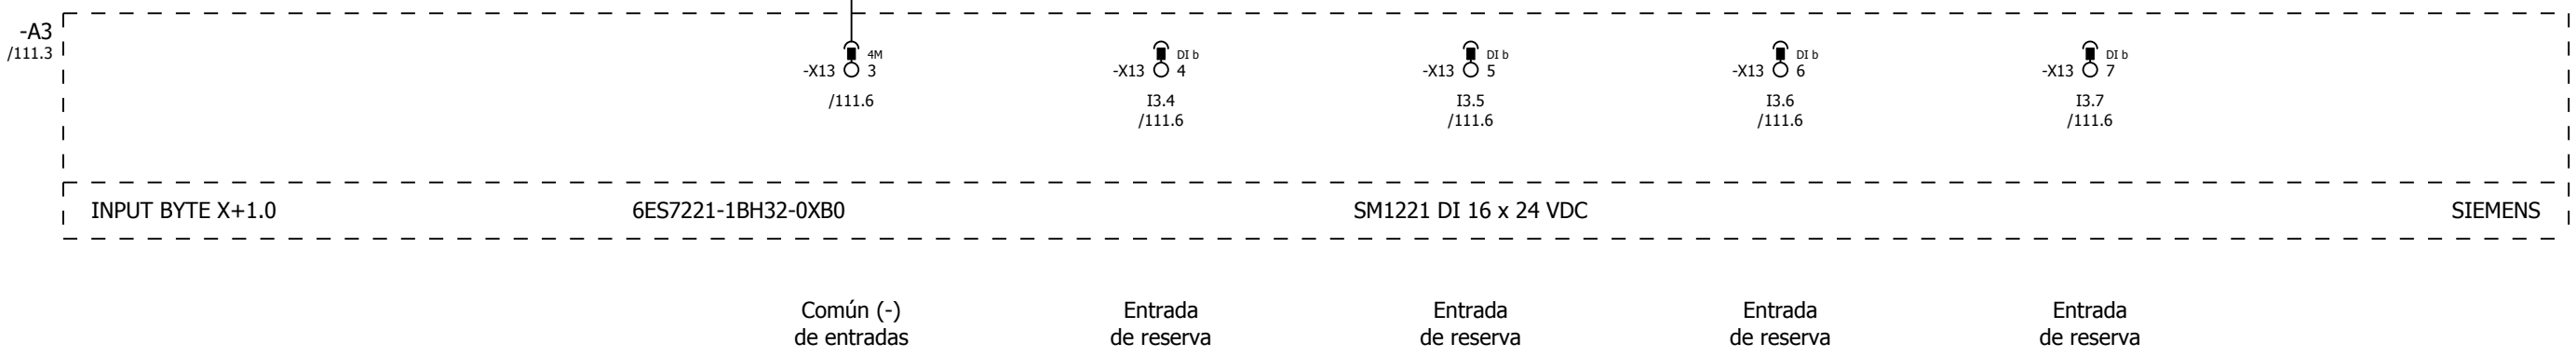 -A3
/111.3
4M
-X13 3
/111.6
DI b
-X13 4
I3.4
/111.6
DI b
-X13 5
I3.5
/111.6
DI b
-X13 6
I3.6
/111.6
DI b
-X13 7
I3.7
/111.6
INPUT BYTE X+1.0 6ES7221-1BH32-0XB0 SM1221 DI 16 x 24 VDC SIEMENS
Común (-)
de entradas
Entrada
de reserva
Entrada
de reserva
Entrada
de reserva
Entrada
de reserva